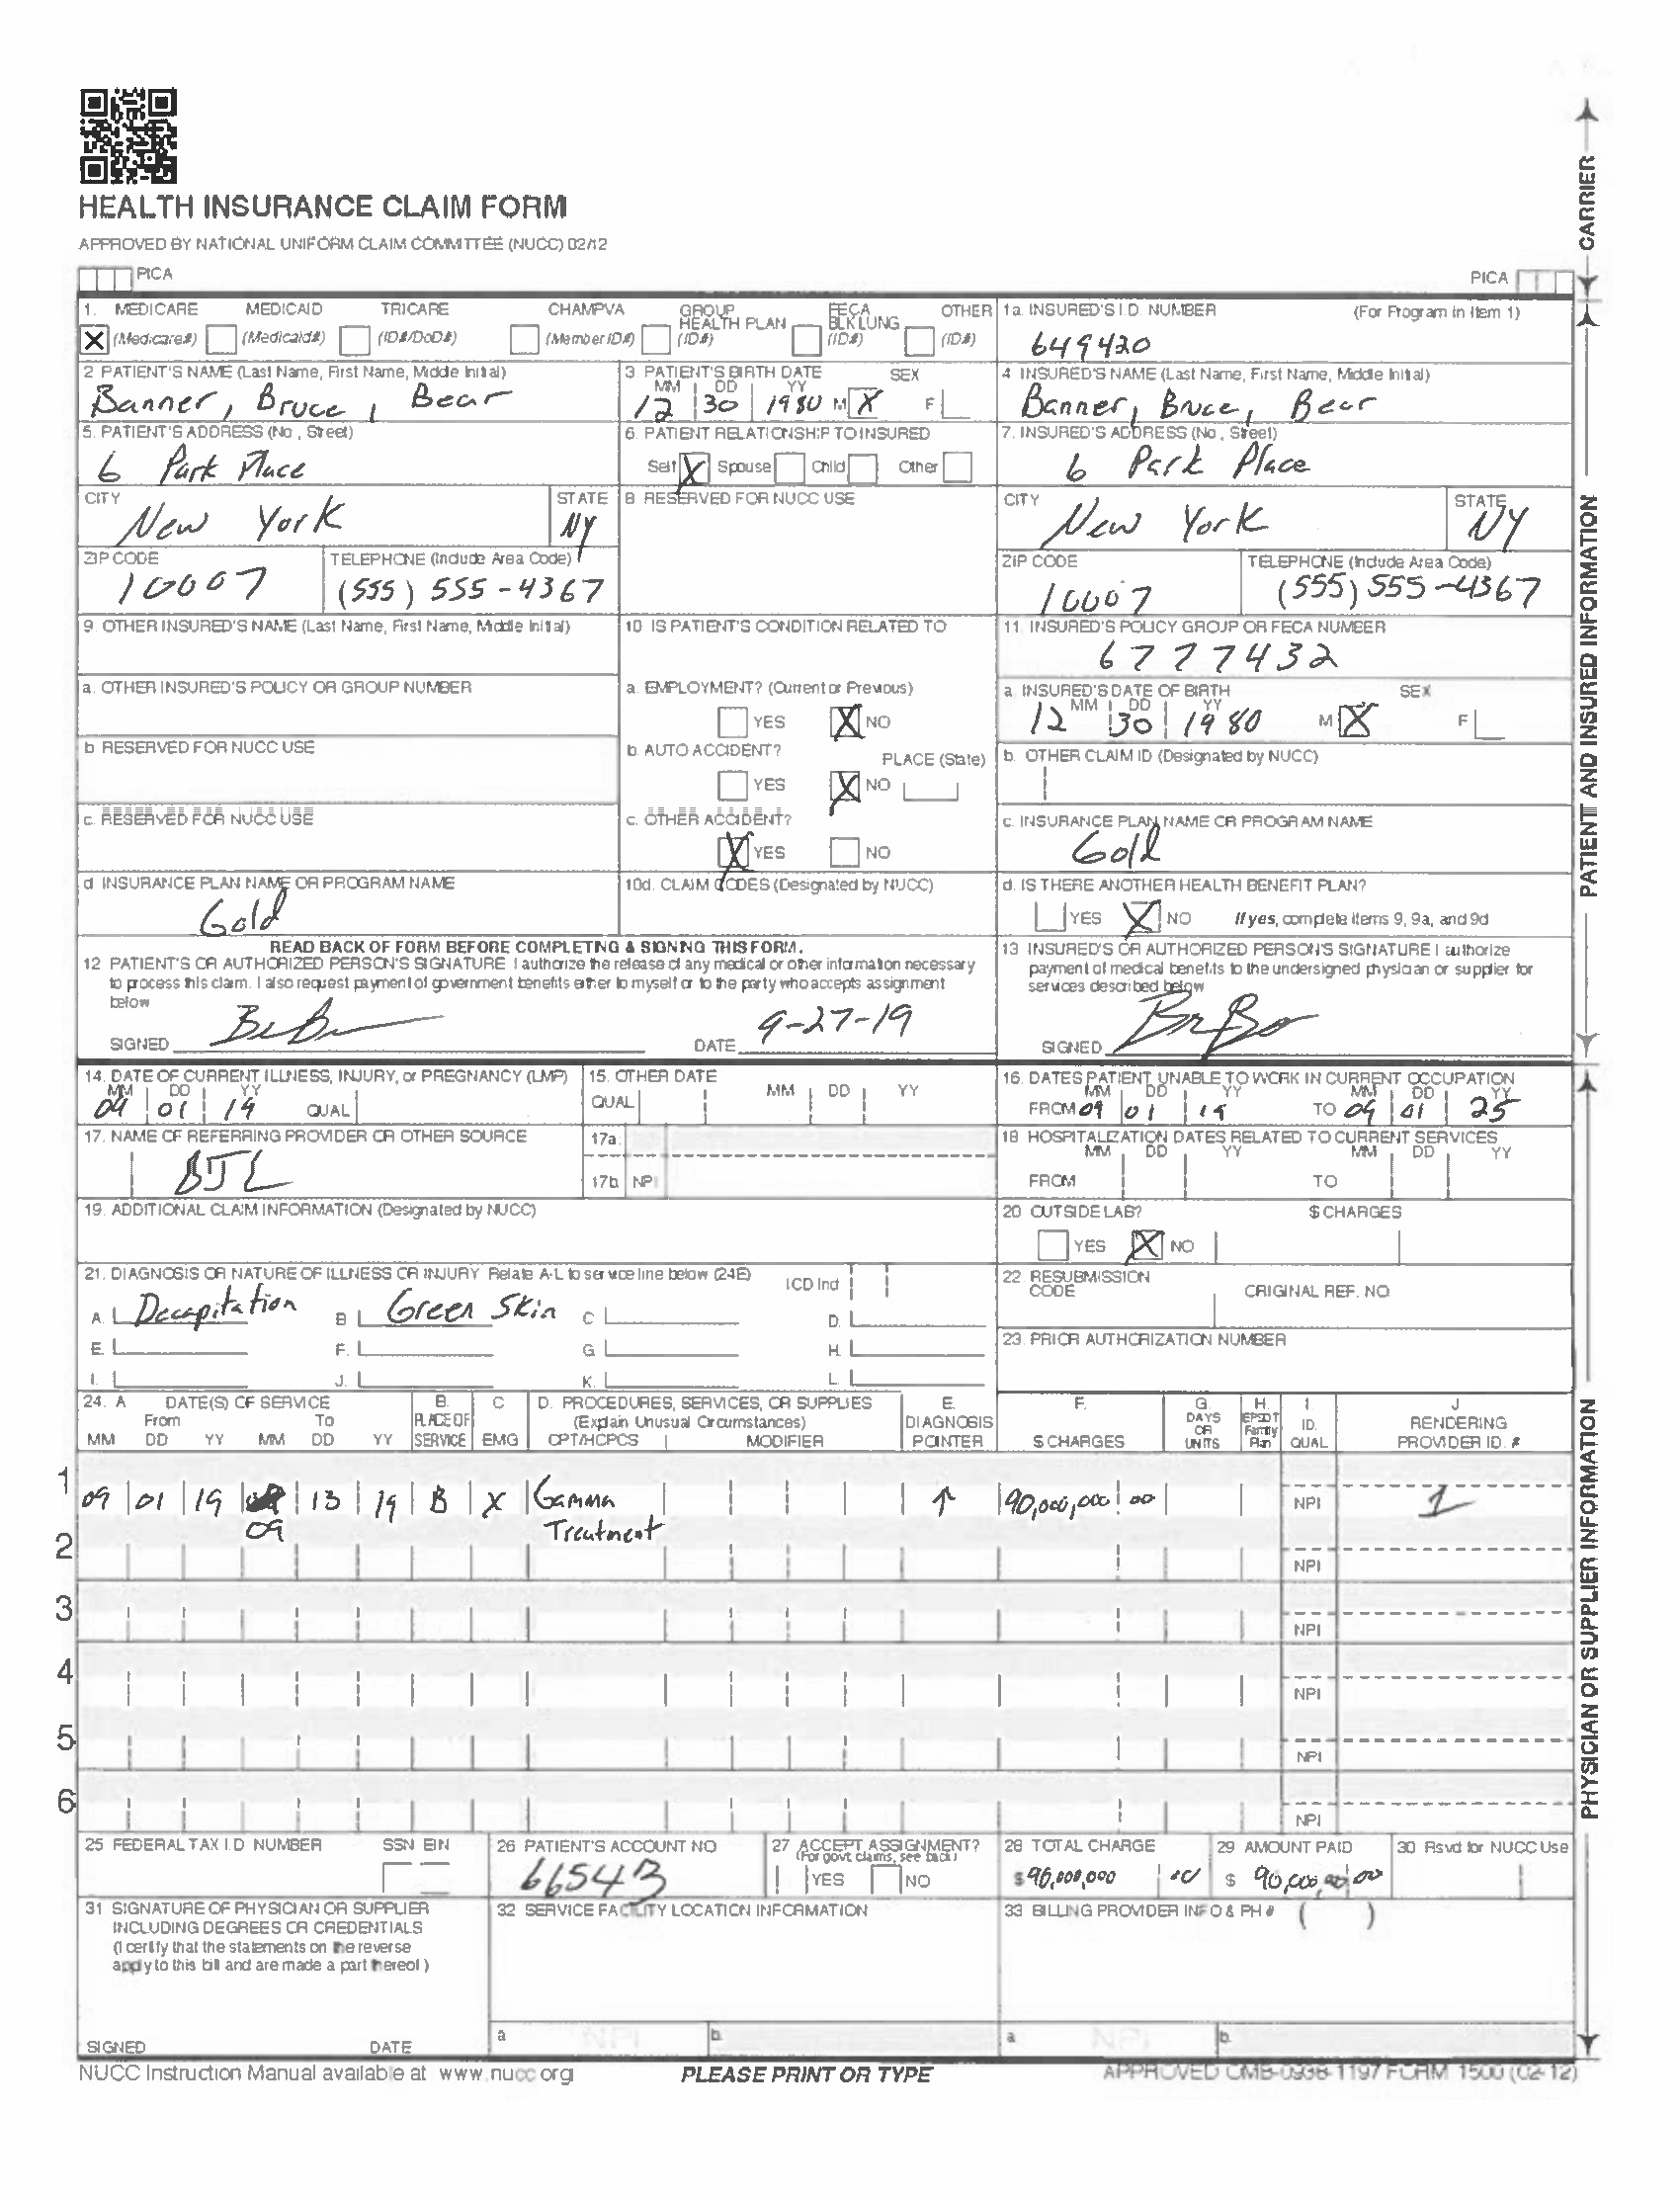 HEALTH INSURANCE CLAIM FORM
APPROVED BY NATIONAL UNIFORM CLAIM COMMITTEE (NUCC) 02/12
PICA PICA
CARRIER
1. MEDICARE MEDICAID TRICARE CHAMPVA GROUP HEALTH PLAN FECA BLK LUNG OTHER
X (Medicare#) (Medicaid#) (ID#/DoD#) (Member ID#) (ID#) (ID#) (ID#)
1a. INSURED'S I.D. NUMBER (For Program in Item 1)
649420
2. PATIENT'S NAME (Last Name, First Name, Middle Initial)
Banner, Bruce, Bear
3. PATIENT'S BIRTH DATE SEX
MM DD YY
12 30 1980 M X F
4. INSURED'S NAME (Last Name, First Name, Middle Initial)
Banner, Bruce, Bear
5. PATIENT'S ADDRESS (No., Street)
6 Park Place
6. PATIENT RELATIONSHIP TO INSURED
Self X Spouse Child Other
7. INSURED'S ADDRESS (No., Street)
6 Park Place
CITY STATE
New York NY
8. RESERVED FOR NUCC USE
CITY STATE
New York NY
ZIP CODE TELEPHONE (Include Area Code)
10007 (555) 555-4367
ZIP CODE TELEPHONE (Include Area Code)
10007 (555) 555-4367
9. OTHER INSURED'S NAME (Last Name, First Name, Middle Initial)
10. IS PATIENT'S CONDITION RELATED TO
11. INSURED'S POLICY GROUP OR FECA NUMBER
6777432
a. OTHER INSURED'S POLICY OR GROUP NUMBER
a. EMPLOYMENT? (Current or Previous)
YES X NO
a. INSURED'S DATE OF BIRTH SEX
MM DD YY
12 30 1980 M X F
b. RESERVED FOR NUCC USE
b. AUTO ACCIDENT? PLACE (State)
YES X NO
b. OTHER CLAIM ID (Designated by NUCC)
c. RESERVED FOR NUCC USE
c. OTHER ACCIDENT?
X YES NO
c. INSURANCE PLAN NAME OR PROGRAM NAME
Gold
d. INSURANCE PLAN NAME OR PROGRAM NAME
Gold
10d. CLAIM CODES (Designated by NUCC)
d. IS THERE ANOTHER HEALTH BENEFIT PLAN?
YES X NO If yes, complete items 9, 9a, and 9d
PATIENT AND INSURED INFORMATION
READ BACK OF FORM BEFORE COMPLETING & SIGNING THIS FORM.
12. PATIENT'S OR AUTHORIZED PERSON'S SIGNATURE I authorize the release of any medical or other information necessary
to process this claim. I also request payment of government benefits either to myself or to the party who accepts assignment
below
SIGNED DATE 9-27-19
13. INSURED'S OR AUTHORIZED PERSON'S SIGNATURE I authorize
payment of medical benefits to the undersigned physician or supplier for
services described below
SIGNED
14. DATE OF CURRENT ILLNESS, INJURY, or PREGNANCY (LMP)
MM DD YY
09 01 19 QUAL
15. OTHER DATE
QUAL MM DD YY
16. DATES PATIENT UNABLE TO WORK IN CURRENT OCCUPATION
MM DD YY MM DD YY
FROM 09 01 19 TO 09 01 25
17. NAME OF REFERRING PROVIDER OR OTHER SOURCE
BJL
17a.
17b. NPI
18. HOSPITALIZATION DATES RELATED TO CURRENT SERVICES
MM DD YY MM DD YY
FROM TO
19. ADDITIONAL CLAIM INFORMATION (Designated by NUCC)
20. OUTSIDE LAB? $ CHARGES
YES X NO
21. DIAGNOSIS OR NATURE OF ILLNESS OR INJURY Relate A-L to service line below (24E) ICD Ind
A. Decapitation B. Green Skin C. D.
E. F. G. H.
I. J. K. L.
22. RESUBMISSION CODE ORIGINAL REF. NO.
23. PRIOR AUTHORIZATION NUMBER
24. A DATE(S) OF SERVICE B. C D. PROCEDURES, SERVICES, OR SUPPLIES E. F. G. H. I. J
From To PLACE OF SERVICE EMG (Explain Unusual Circumstances) DIAGNOSIS POINTER $ CHARGES DAYS OR UNITS EPSDT Family Plan ID. QUAL RENDERING PROVIDER ID. #
MM DD YY MM DD YY CPT/HCPCS MODIFIER
1 09 01 19 09 13 19 B X Gamma Treatment ↑ 90,000,000 00 NPI 1
2 NPI
3 NPI
4 NPI
5 NPI
6 NPI
25. FEDERAL TAX I.D. NUMBER SSN EIN
26. PATIENT'S ACCOUNT NO.
66543
27. ACCEPT ASSIGNMENT?
(For govt. claims, see back)
YES NO
28. TOTAL CHARGE
$ 90,000,000 00
29. AMOUNT PAID
$ 90,000,000 00
30. Rsvd for NUCC Use
31. SIGNATURE OF PHYSICIAN OR SUPPLIER
INCLUDING DEGREES OR CREDENTIALS
(I certify that the statements on the reverse
apply to this bill and are made a part thereof.)
SIGNED DATE
32. SERVICE FACILITY LOCATION INFORMATION
a. NPI b.
33. BILLING PROVIDER INFO & PH # ( )
a. NPI b.
PHYSICIAN OR SUPPLIER INFORMATION
NUCC Instruction Manual available at www.nucc.org
PLEASE PRINT OR TYPE
APPROVED OMB-0938-1197 FORM 1500 (02-12)